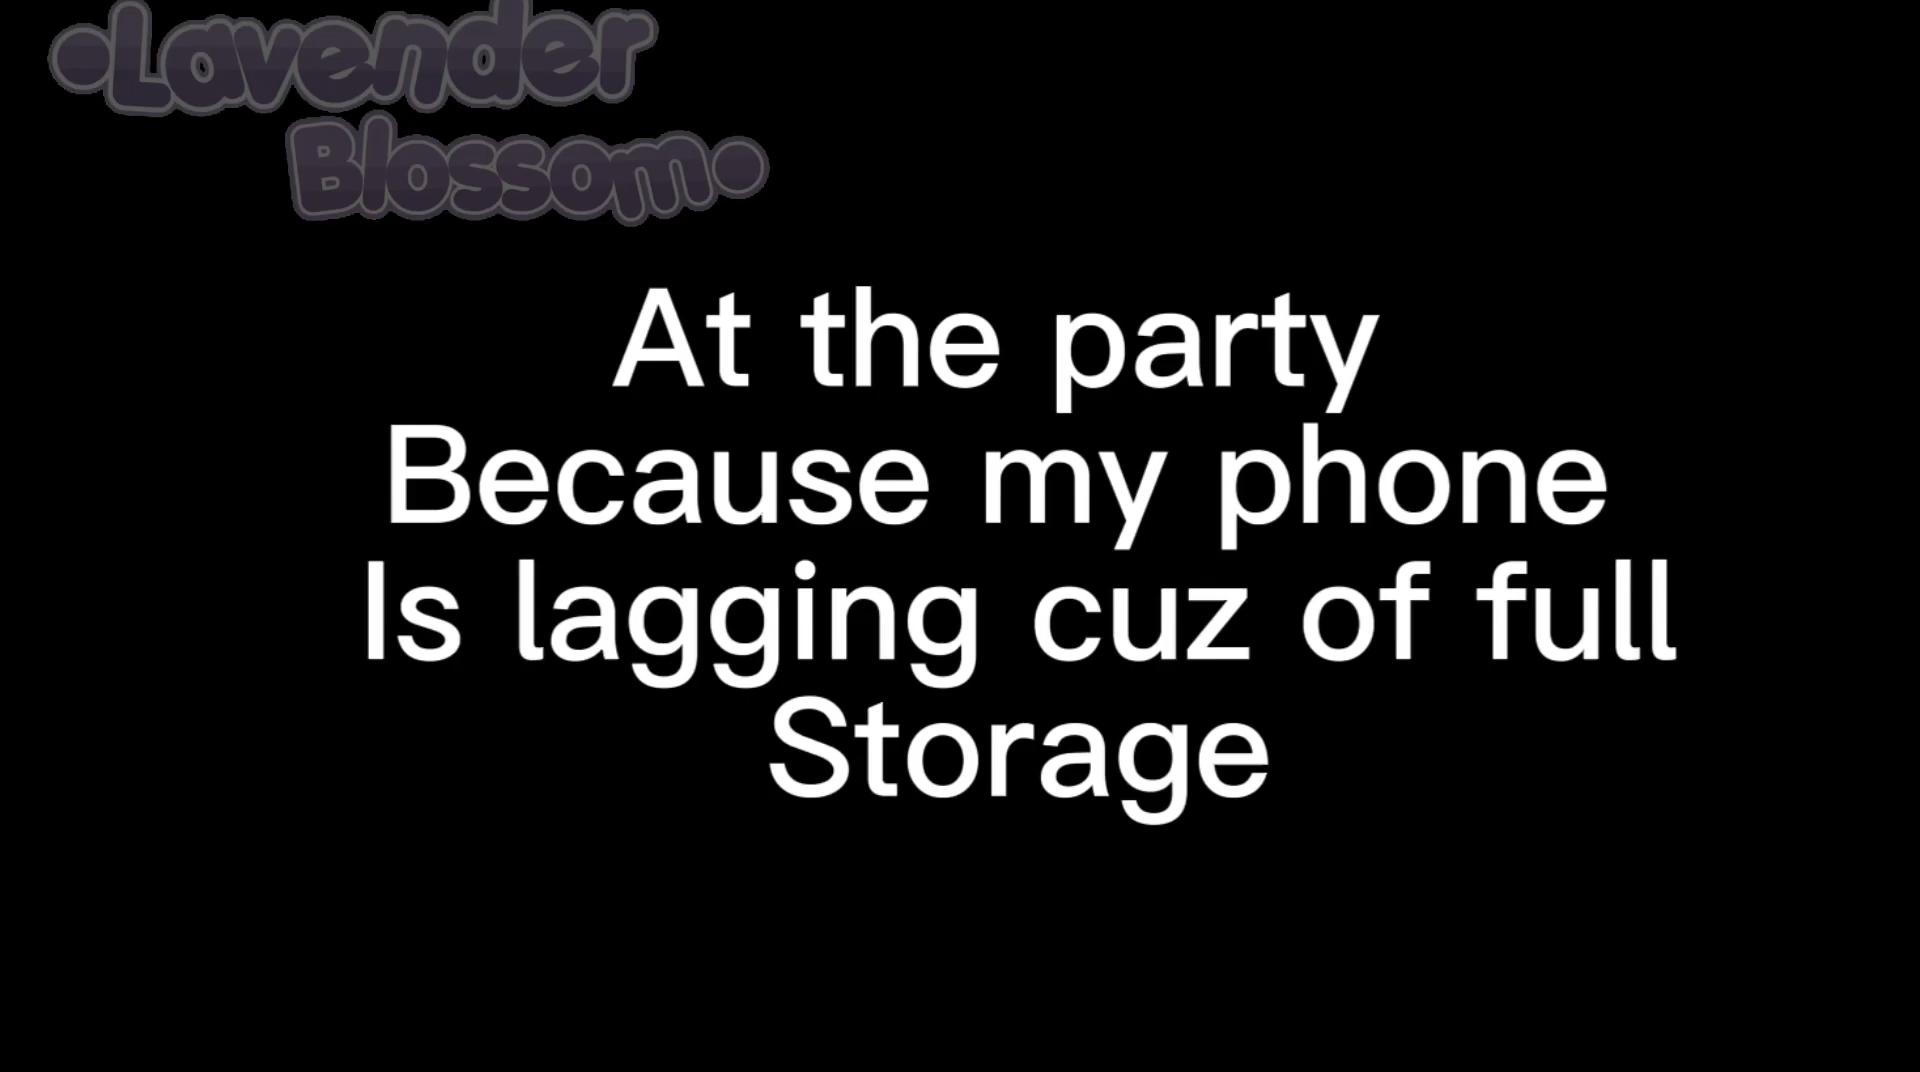 •Lavender
Blossom•
At the party
Because my phone
Is lagging cuz of full
Storage